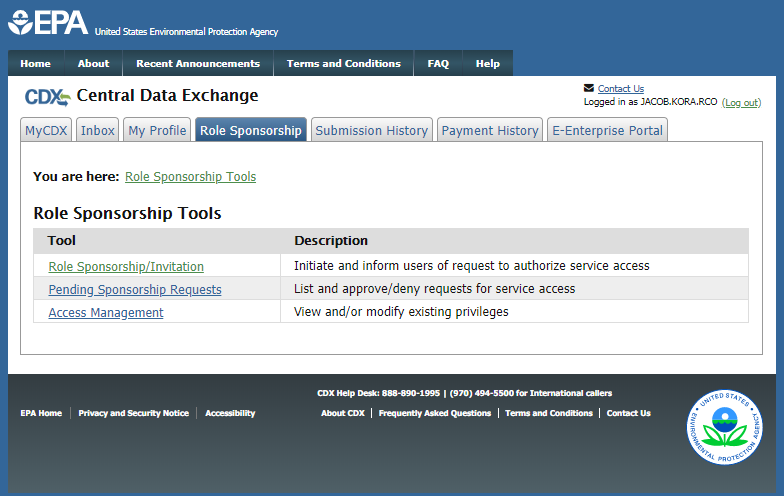 EPA United States Environmental Protection Agency
Home About Recent Announcements Terms and Conditions FAQ Help
CDX Central Data Exchange
Contact Us
Logged in as JACOB.KORA.RCO (Log out)
MyCDX Inbox My Profile Role Sponsorship Submission History Payment History E-Enterprise Portal
You are here: Role Sponsorship Tools
Role Sponsorship Tools
Tool Description
Role Sponsorship/Invitation Initiate and inform users of request to authorize service access
Pending Sponsorship Requests List and approve/deny requests for service access
Access Management View and/or modify existing privileges
CDX Help Desk: 888-890-1995 | (970) 494-5500 for International callers
EPA Home | Privacy and Security Notice | Accessibility
About CDX | Frequently Asked Questions | Terms and Conditions | Contact Us
UNITED STATES
ENVIRONMENTAL PROTECTION AGENCY